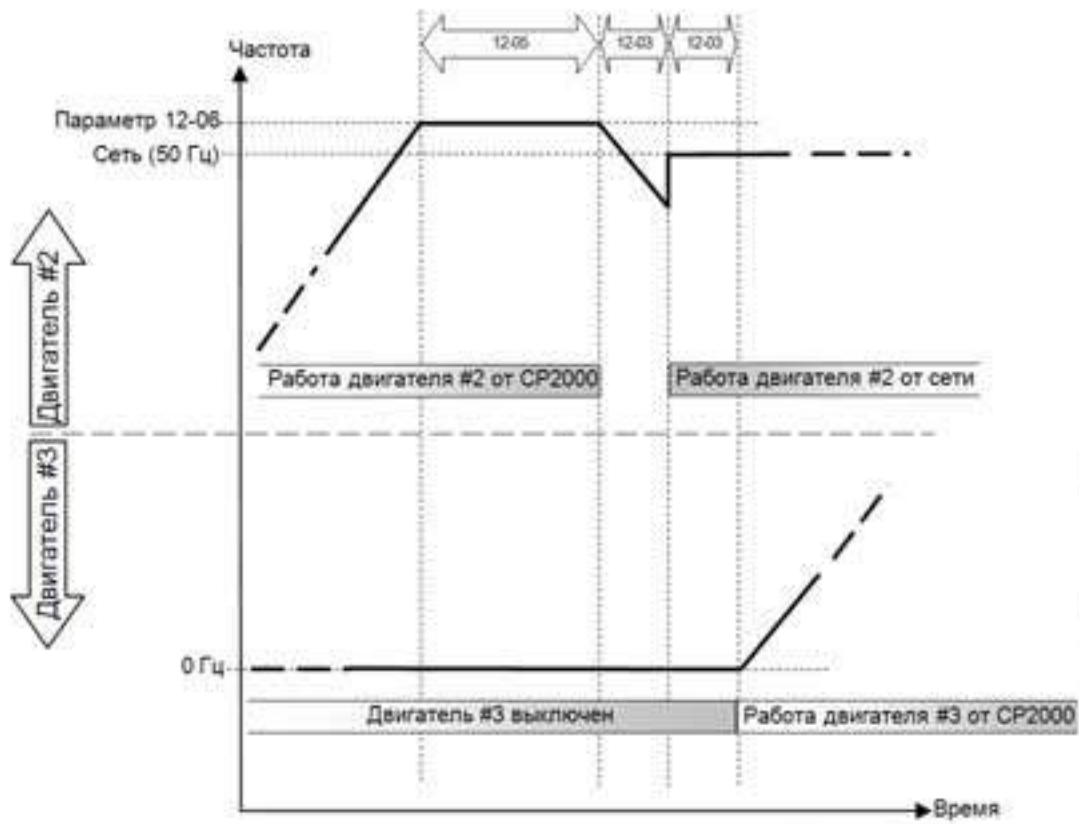 12-05
12-03
12-03
Частота
Параметр 12-06
Сеть (50 Гц)
Двигатель #2
Работа двигателя #2 от CP2000
Работа двигателя #2 от сети
Двигатель #3
0 Гц
Двигатель #3 выключен
Работа двигателя #3 от CP2000
Время